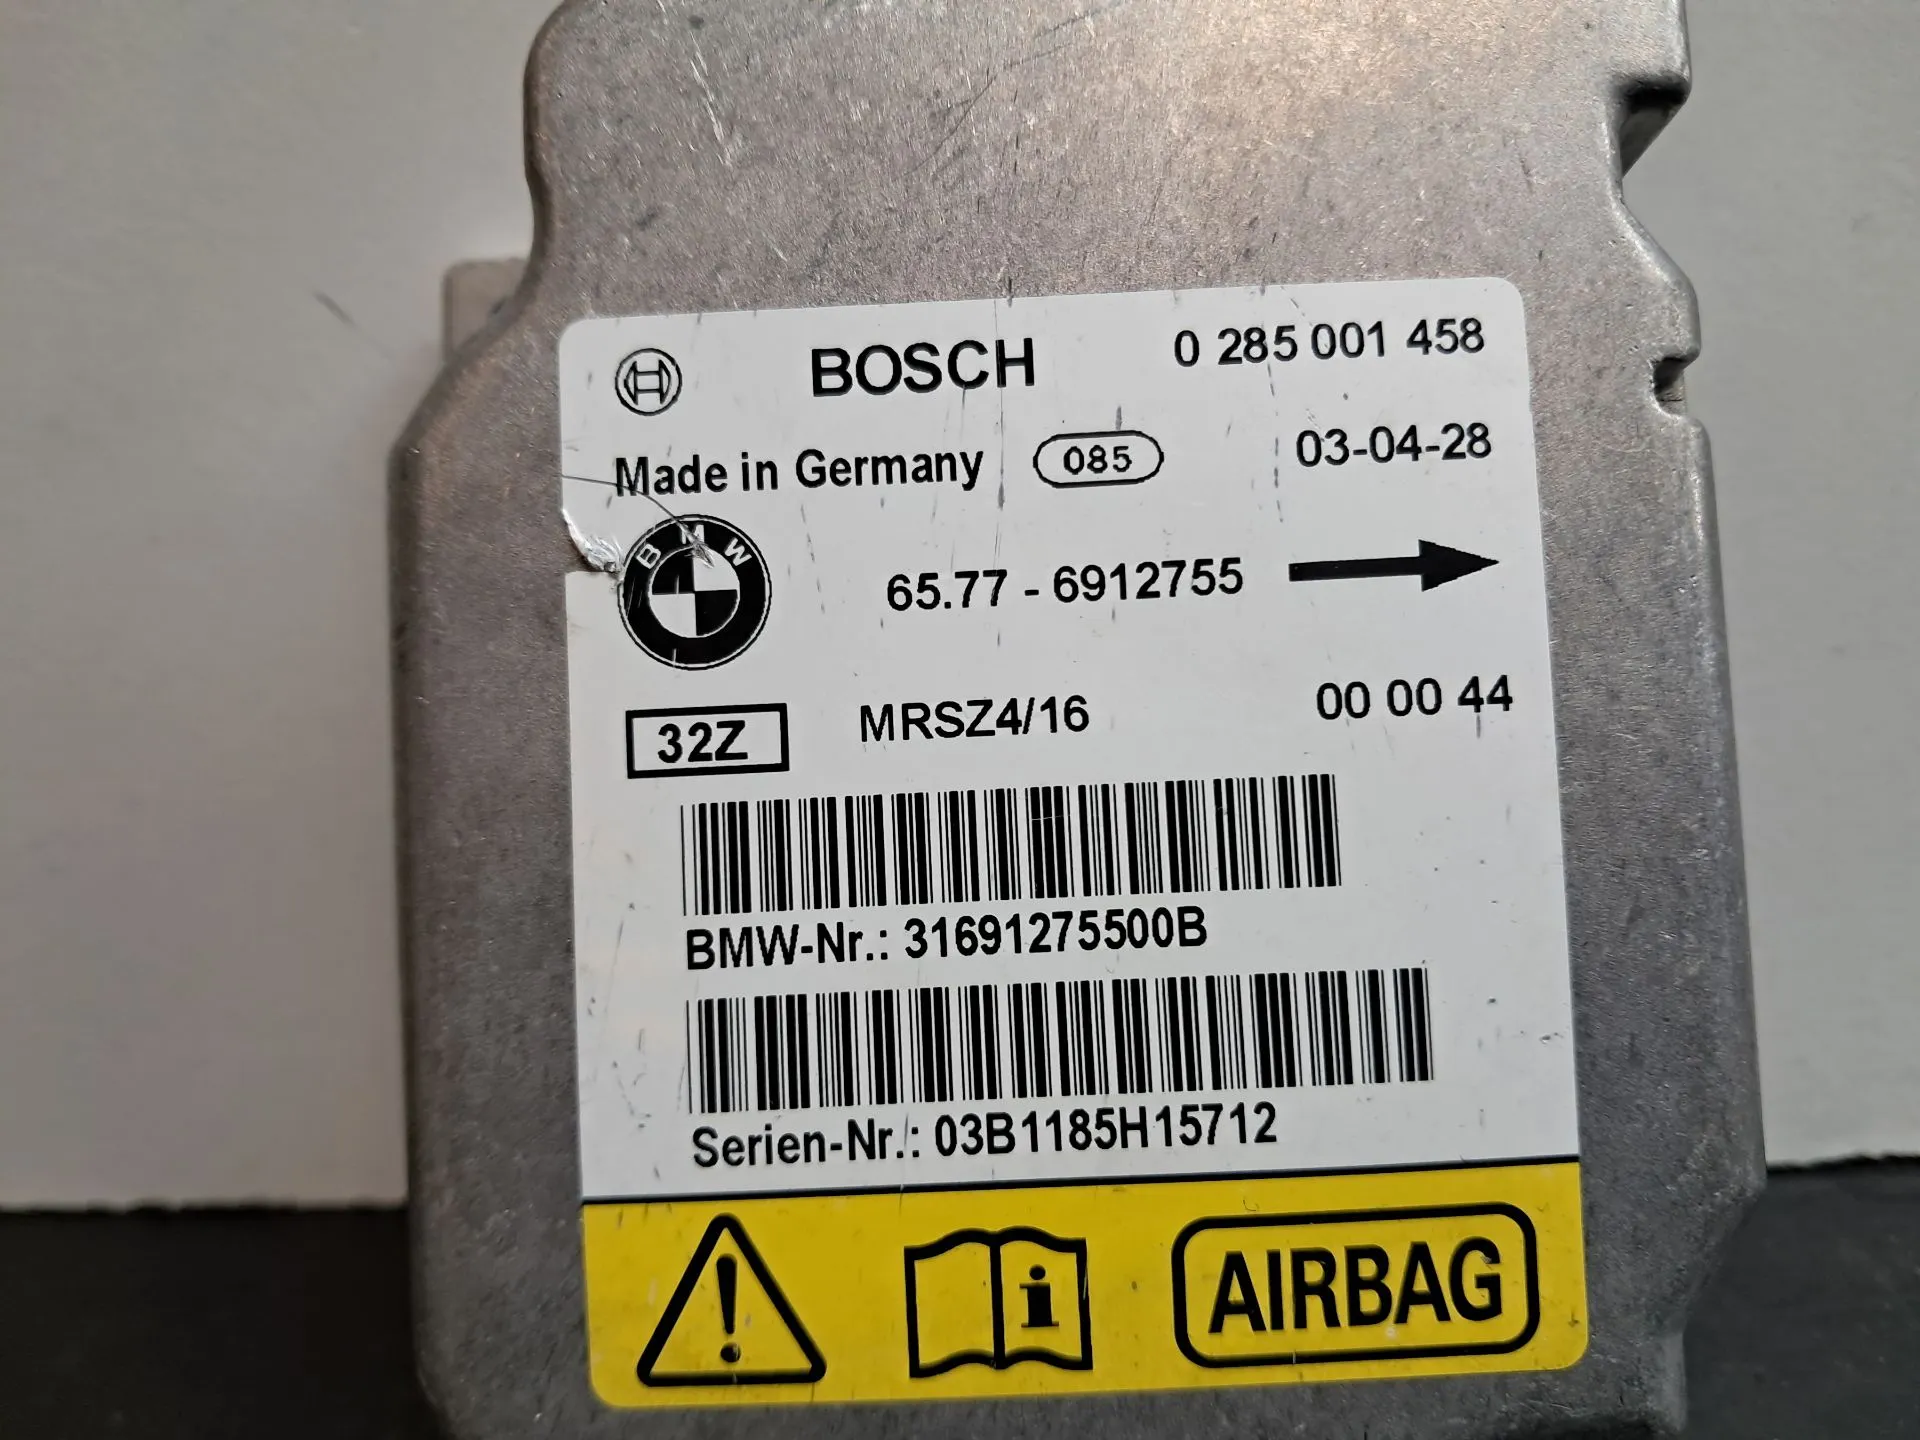 BOSCH 0 285 001 458
Made in Germany 085 03-04-28
BMW
65.77 - 6912755
32Z MRSZ4/16 00 00 44
BMW-Nr.: 31691275500B
Serien-Nr.: 03B1185H15712
i AIRBAG